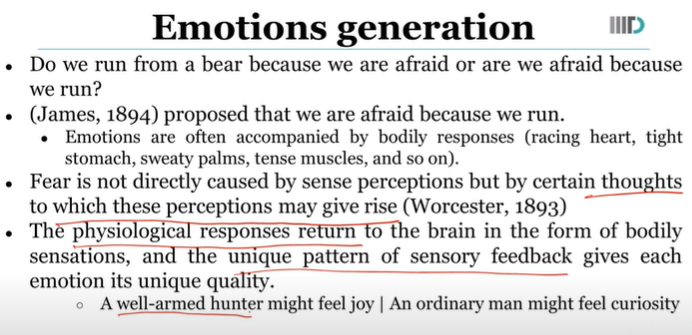 Emotions generation
• Do we run from a bear because we are afraid or are we afraid because
we run?
• (James, 1894) proposed that we are afraid because we run.
• Emotions are often accompanied by bodily responses (racing heart, tight
stomach, sweaty palms, tense muscles, and so on).
• Fear is not directly caused by sense perceptions but by certain thoughts
to which these perceptions may give rise (Worcester, 1893)
• The physiological responses return to the brain in the form of bodily
sensations, and the unique pattern of sensory feedback gives each
emotion its unique quality.
○ A well-armed hunter might feel joy | An ordinary man might feel curiosity